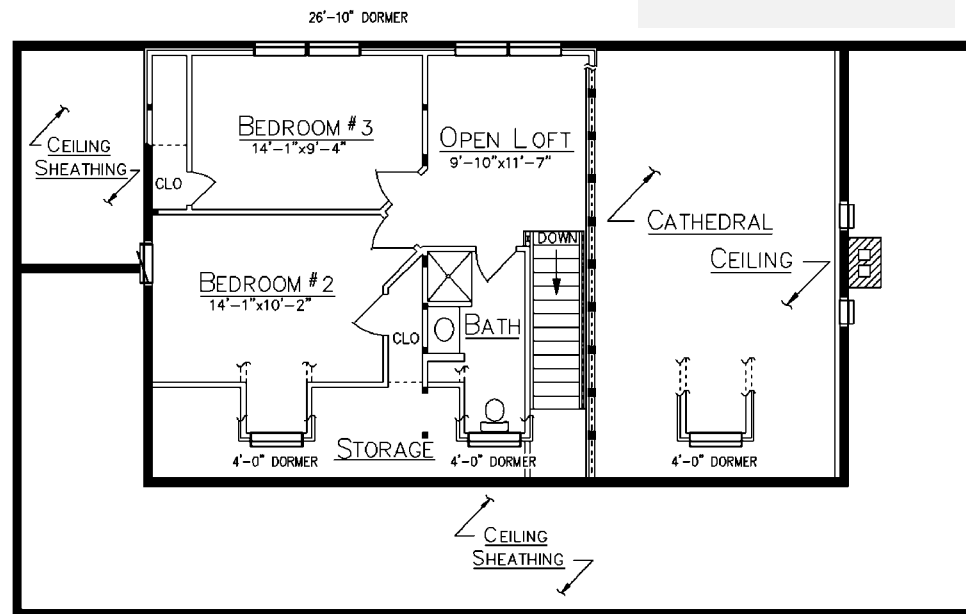 26'-10" DORMER
BEDROOM #3
14'-1"x9'-4"
OPEN LOFT
9'-10"x11'-7"
CEILING
SHEATHING
CLO
CATHEDRAL
CEILING
DOWN
BEDROOM #2
14'-1"x10'-2"
BATH
CLO
STORAGE
4'-0" DORMER
4'-0" DORMER
4'-0" DORMER
CEILING
SHEATHING